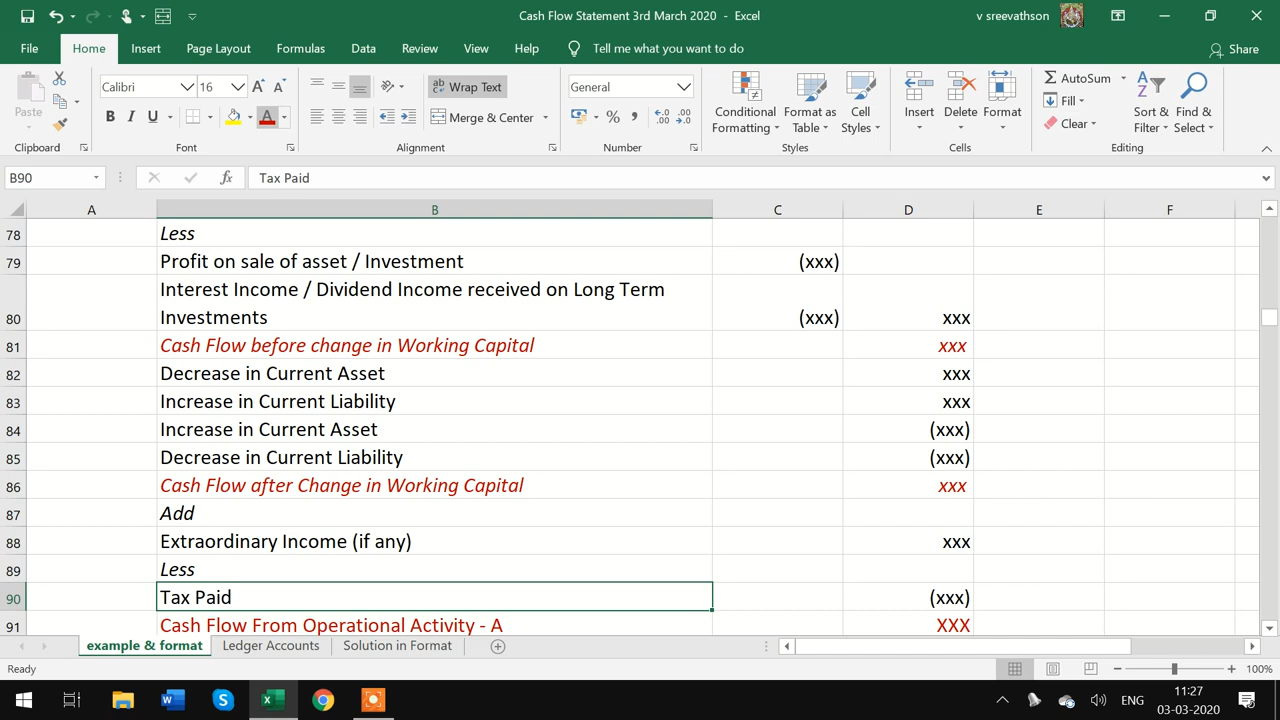 Cash Flow Statement 3rd March 2020 - Excel
v sreevathson
File Home Insert Page Layout Formulas Data Review View Help Tell me what you want to do Share
Paste
Clipboard
Calibri 16
B I U A
Font
ab Wrap Text
Merge & Center
Alignment
General
% ,
Number
Conditional Formatting
Format as Table
Cell Styles
Styles
Insert Delete Format
Cells
AutoSum
Fill
Clear
Sort & Filter
Find & Select
Editing
B90 fx Tax Paid
A B C D E F
78 Less
79 Profit on sale of asset / Investment (xxx)
Interest Income / Dividend Income received on Long Term
80 Investments (xxx) xxx
81 Cash Flow before change in Working Capital xxx
82 Decrease in Current Asset xxx
83 Increase in Current Liability xxx
84 Increase in Current Asset (xxx)
85 Decrease in Current Liability (xxx)
86 Cash Flow after Change in Working Capital xxx
87 Add
88 Extraordinary Income (if any) xxx
89 Less
90 Tax Paid (xxx)
91 Cash Flow From Operational Activity - A XXX
example & format Ledger Accounts Solution in Format
Ready 100%
ENG
11:27
03-03-2020